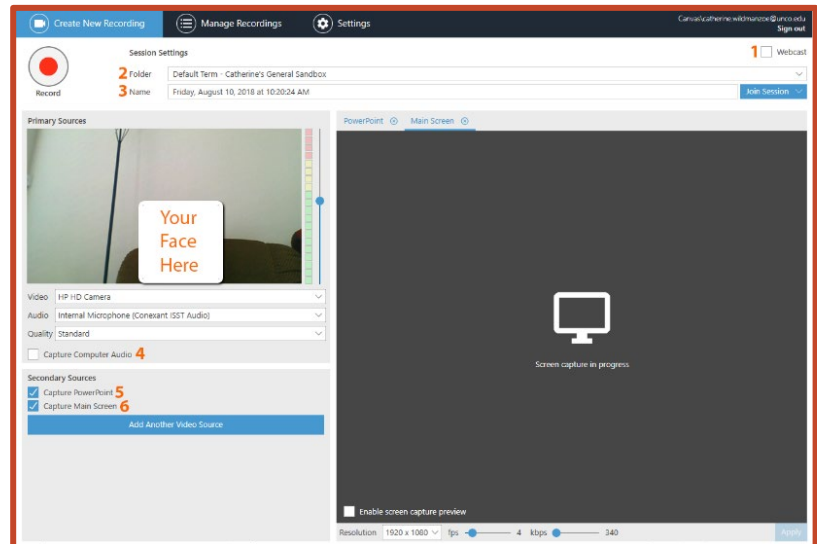 Create New Recording
Manage Recordings
Settings
Canvas\catherine.wildmanzoe@unco.edu
Sign out
Session Settings
1 Webcast
2 Folder Default Term - Catherine's General Sandbox
Record
3 Name Friday, August 10, 2018 at 10:20:24 AM
Join Session
Primary Sources
PowerPoint
Main Screen
Your
Face
Here
Video HP HD Camera
Audio Internal Microphone (Conexant ISST Audio)
Quality Standard
Capture Computer Audio 4
Screen capture in progress
Secondary Sources
Capture PowerPoint 5
Capture Main Screen 6
Add Another Video Source
Enable screen capture preview
Resolution 1920 x 1080 fps 4 kbps 340
Apply